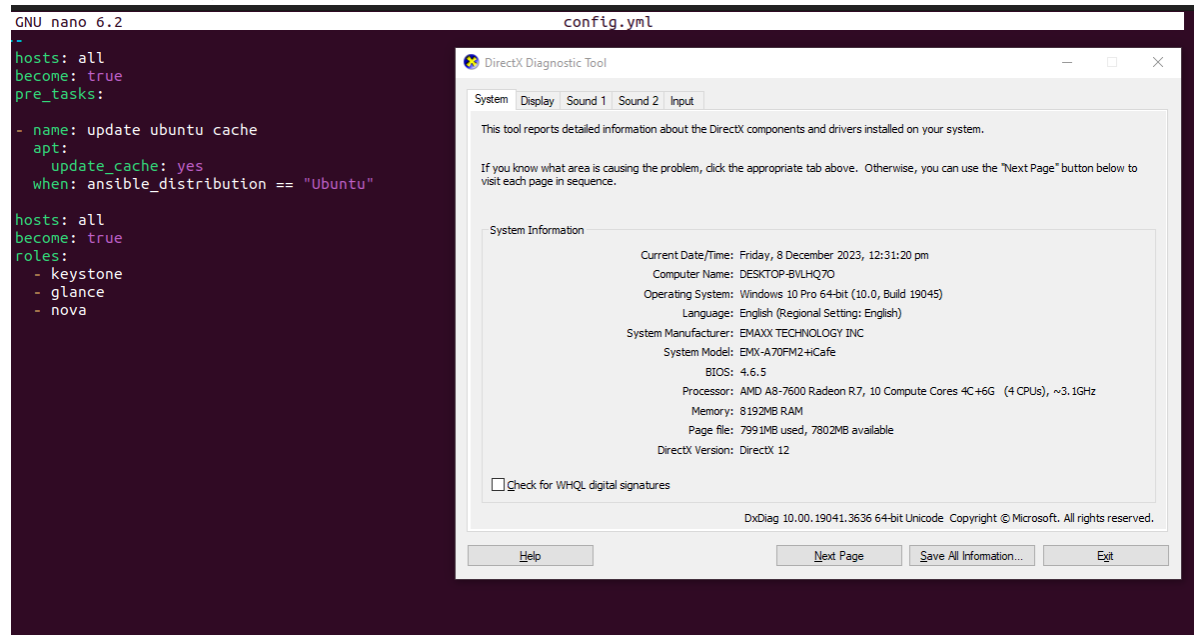 GNU nano 6.2 config.yml
--
hosts: all
become: true
pre_tasks:
- name: update ubuntu cache
apt:
update_cache: yes
when: ansible_distribution == "Ubuntu"
hosts: all
become: true
roles:
- keystone
- glance
- nova
DirectX Diagnostic Tool
System Display Sound 1 Sound 2 Input
This tool reports detailed information about the DirectX components and drivers installed on your system.
If you know what area is causing the problem, click the appropriate tab above. Otherwise, you can use the "Next Page" button below to
visit each page in sequence.
System Information
Current Date/Time: Friday, 8 December 2023, 12:31:20 pm
Computer Name: DESKTOP-BVLHQ7O
Operating System: Windows 10 Pro 64-bit (10.0, Build 19045)
Language: English (Regional Setting: English)
System Manufacturer: EMAXX TECHNOLOGY INC
System Model: EMX-A70FM2+iCafe
BIOS: 4.6.5
Processor: AMD A8-7600 Radeon R7, 10 Compute Cores 4C+6G (4 CPUs), ~3.1GHz
Memory: 8192MB RAM
Page file: 7991MB used, 7802MB available
DirectX Version: DirectX 12
Check for WHQL digital signatures
DxDiag 10.00.19041.3636 64-bit Unicode Copyright © Microsoft. All rights reserved.
Help Next Page Save All Information... Exit